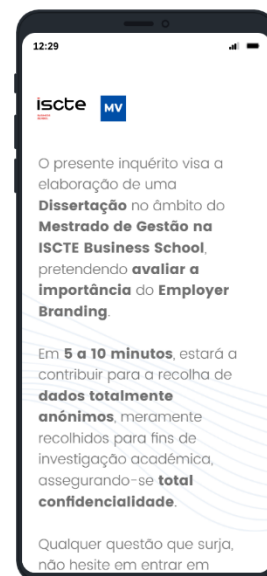 12:29
iscte
MV
O presente inquérito visa a
elaboração de uma
Dissertação no âmbito do
Mestrado de Gestão na
ISCTE Business School,
pretendendo avaliar a
importância do Employer
Branding.
Em 5 a 10 minutos, estará a
contribuir para a recolha de
dados totalmente
anónimos, meramente
recolhidos para fins de
investigação académica,
assegurando-se total
confidencialidade.
Qualquer questão que surja,
não hesite em entrar em